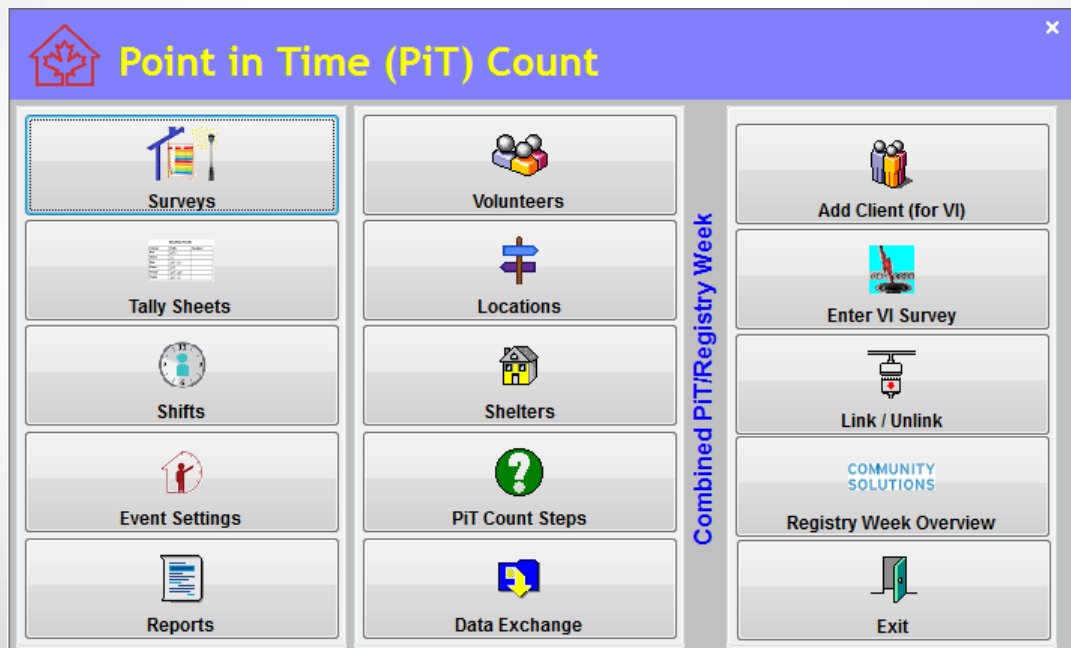 Point in Time (PiT) Count
Surveys
Tally Sheets
Shifts
Event Settings
Reports
Volunteers
Locations
Shelters
PiT Count Steps
Data Exchange
Combined PiT/Registry Week
Add Client (for VI)
Enter VI Survey
Link / Unlink
COMMUNITY
SOLUTIONS
Registry Week Overview
Exit